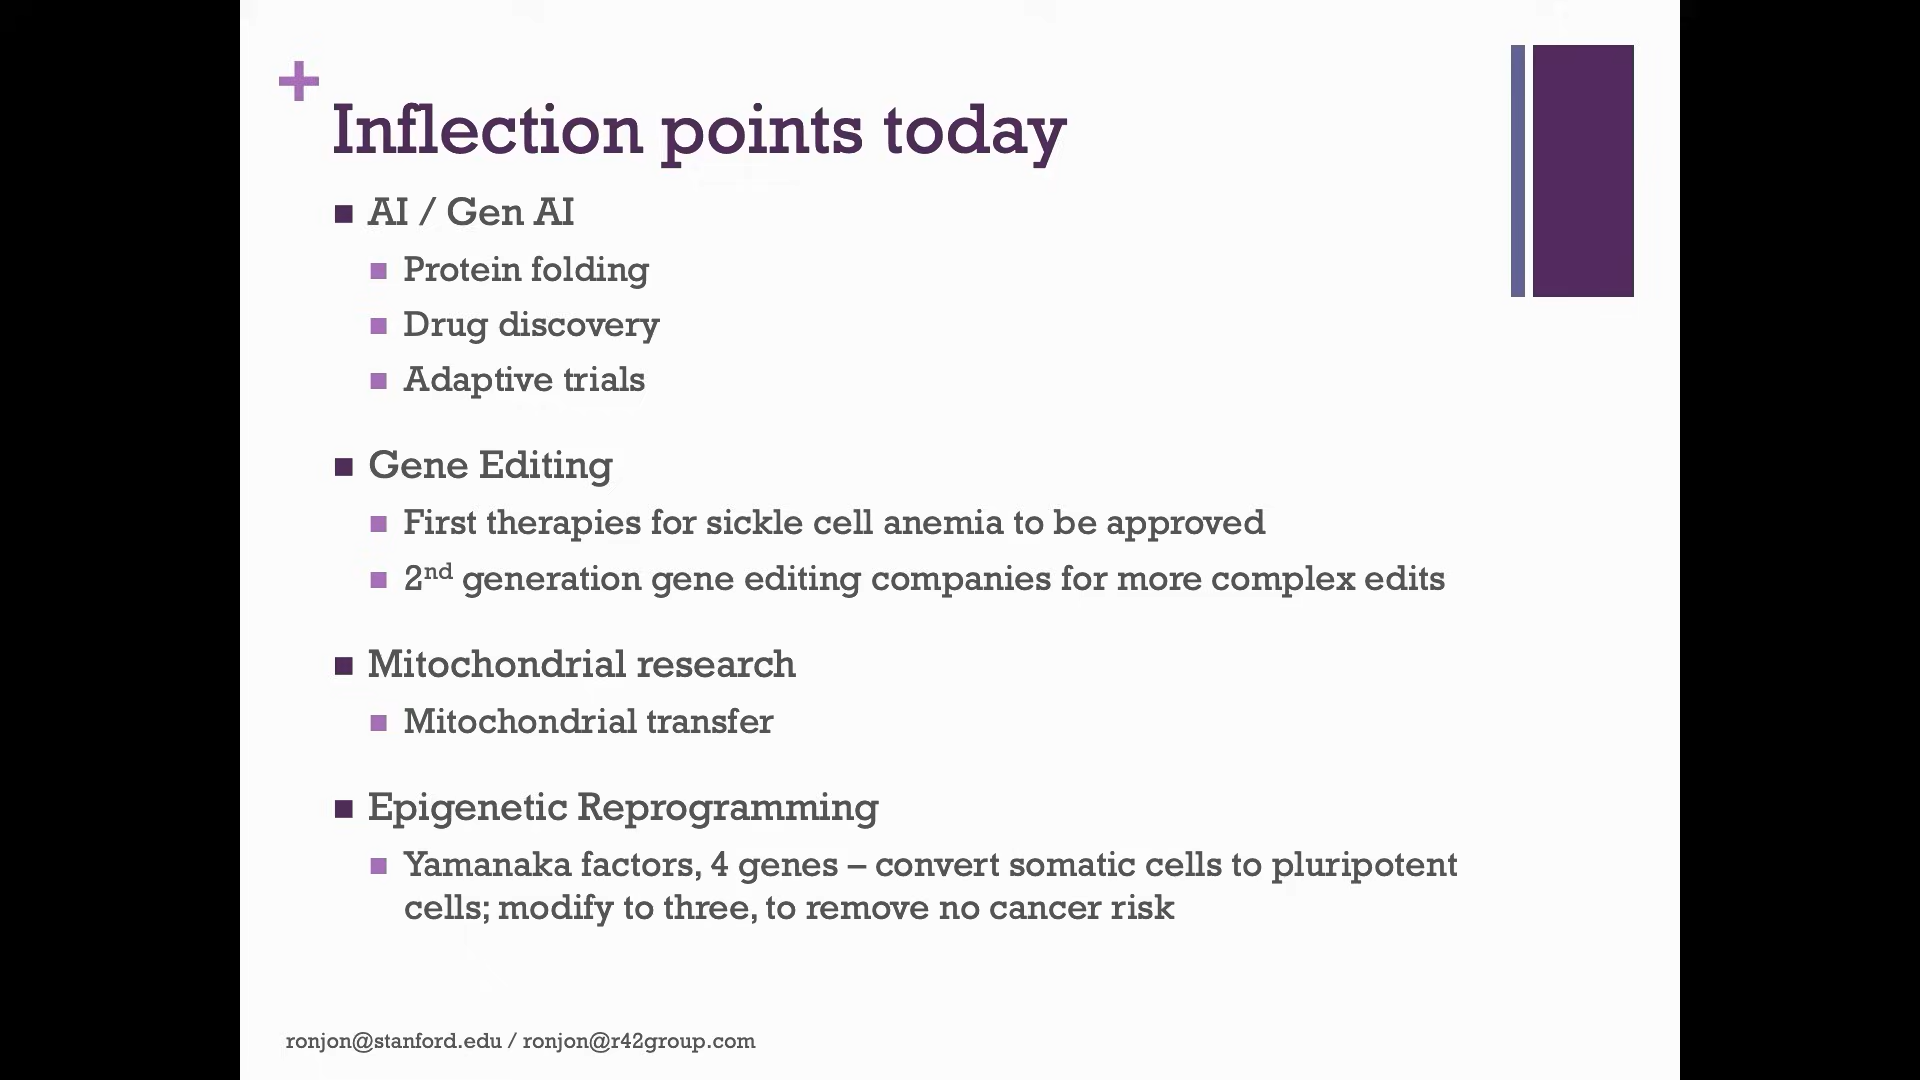 Inflection points today
AI / Gen AI
Protein folding
Drug discovery
Adaptive trials
Gene Editing
First therapies for sickle cell anemia to be approved
2nd generation gene editing companies for more complex edits
Mitochondrial research
Mitochondrial transfer
Epigenetic Reprogramming
Yamanaka factors, 4 genes – convert somatic cells to pluripotent
cells; modify to three, to remove no cancer risk
ronjon@stanford.edu / ronjon@r42group.com